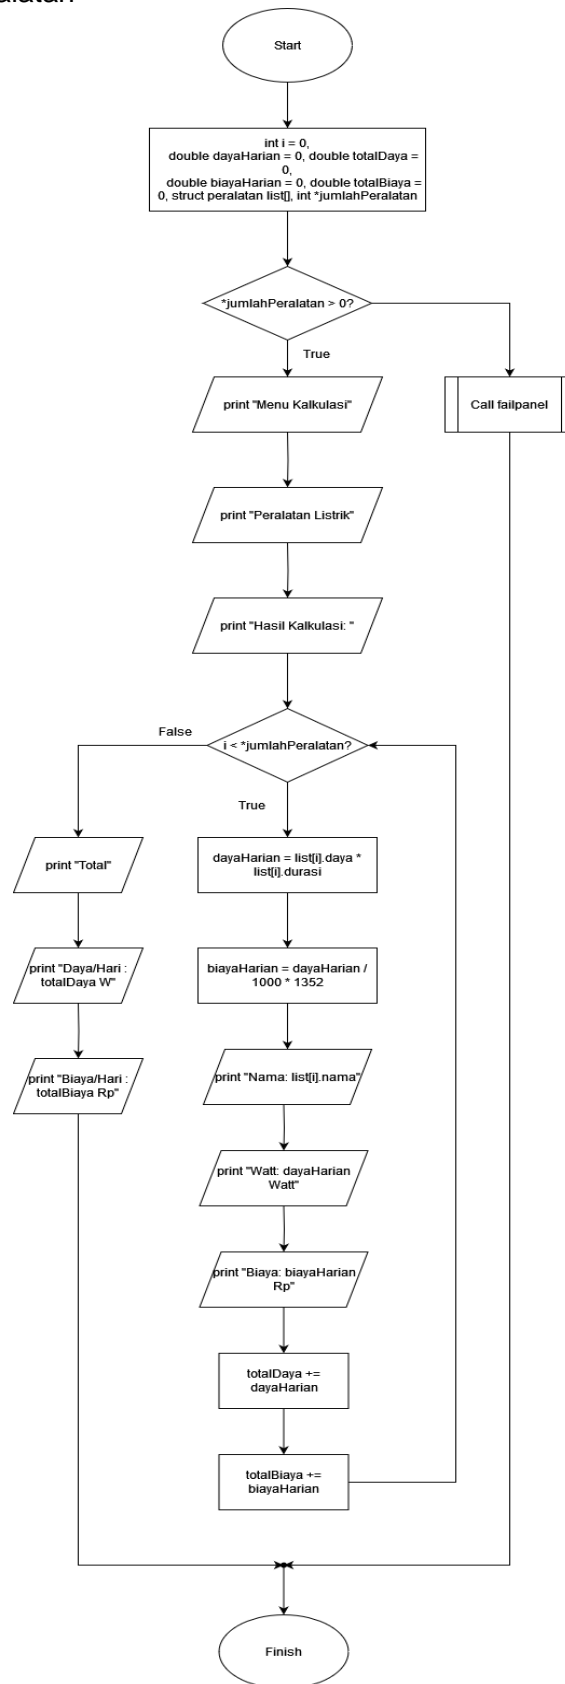 Start
int i = 0,
double dayaHarian = 0, double totalDaya =
0,
double biayaHarian = 0, double totalBiaya =
0, struct peralatan list[], int *jumlahPeralatan
*jumlahPeralatan > 0?
True
print "Menu Kalkulasi"
Call failpanel
print "Peralatan Listrik"
print "Hasil Kalkulasi: "
False
i < *jumlahPeralatan?
True
print "Total"
dayaHarian = list[i].daya *
list[i].durasi
print "Daya/Hari :
totalDaya W"
biayaHarian = dayaHarian /
1000 * 1352
print "Biaya/Hari :
totalBiaya Rp"
print "Nama: list[i].nama"
print "Watt: dayaHarian
Watt"
print "Biaya: biayaHarian
Rp"
totalDaya +=
dayaHarian
totalBiaya +=
biayaHarian
Finish